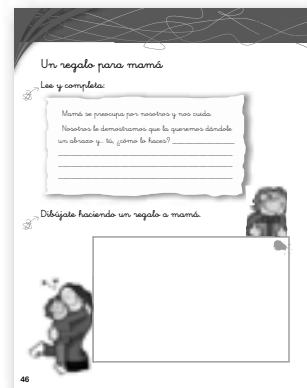 Un regalo para mamá
Lee y completa:
Mamá se preocupa por nosotros y nos cuida.
Nosotros le demostramos que la queremos dándole
un abrazo y... tú, ¿cómo lo haces?
Dibújate haciendo un regalo a mamá.
46